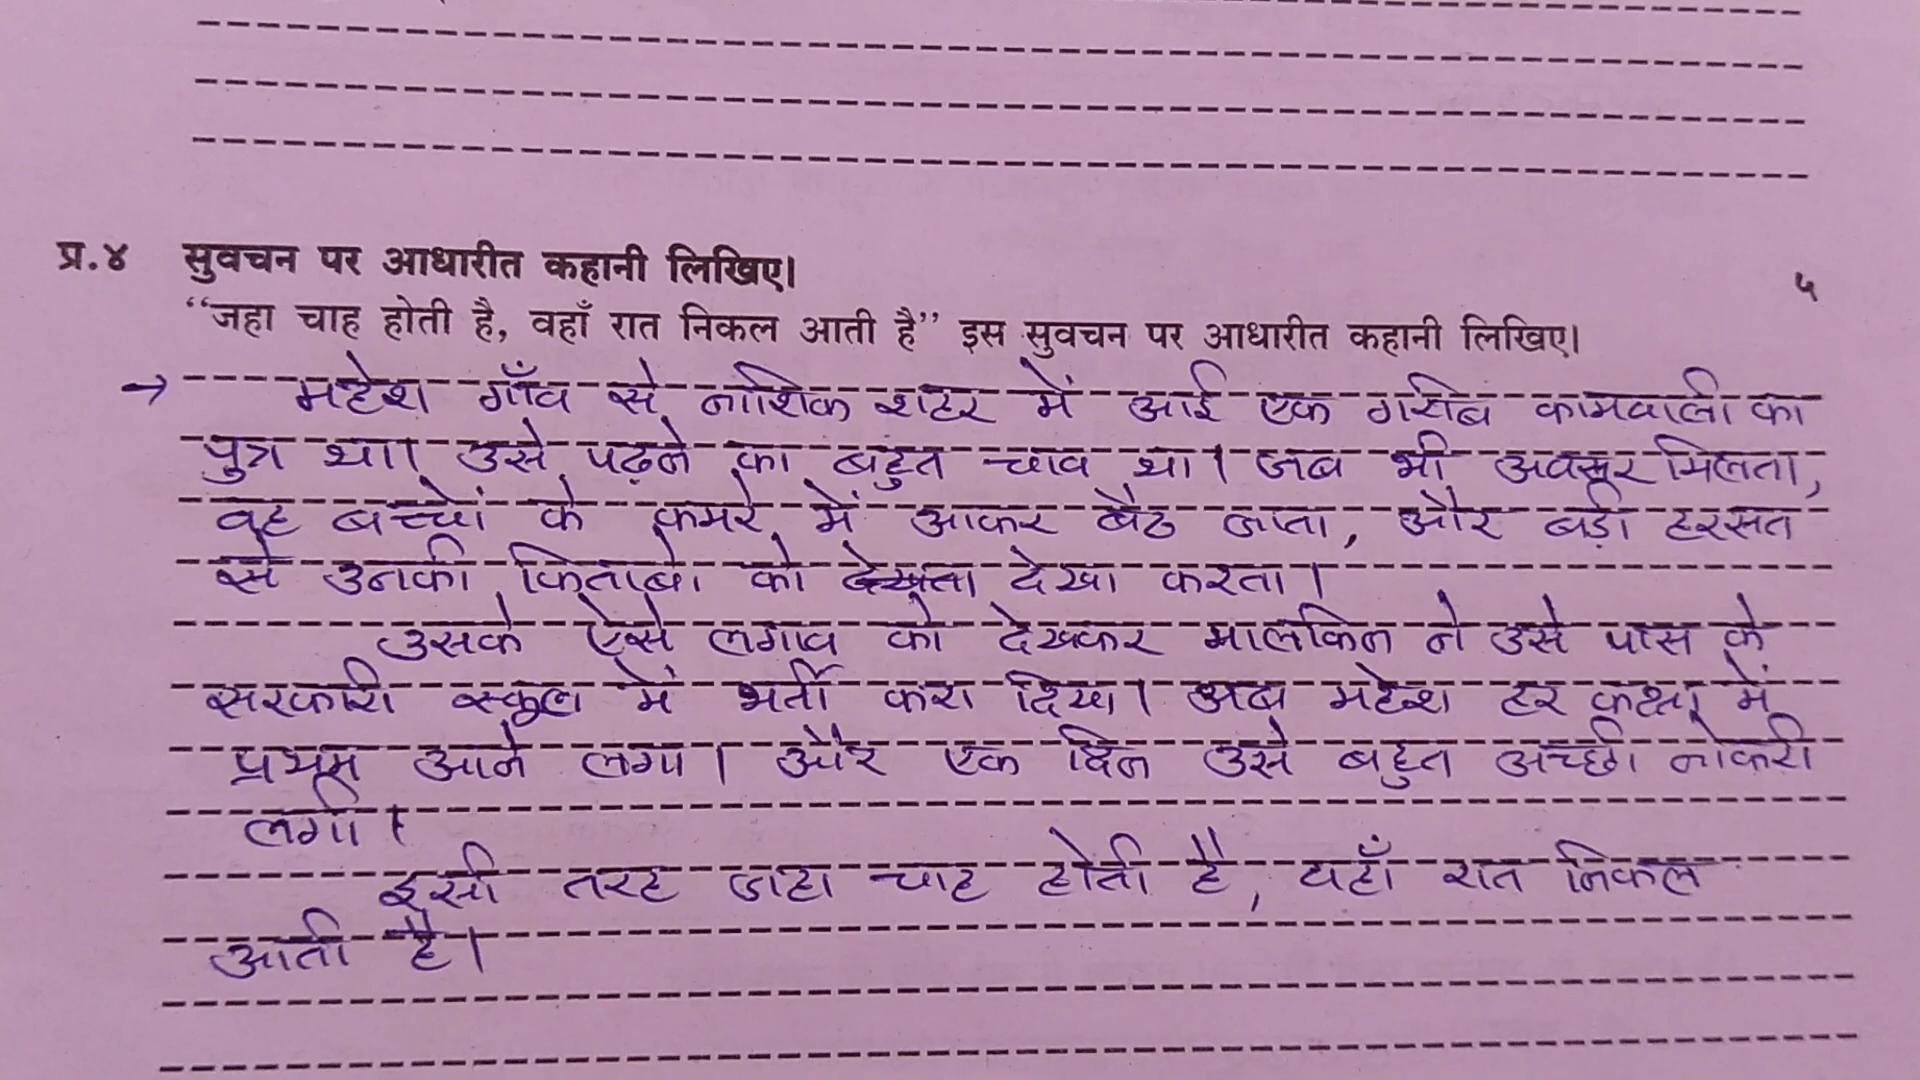 प्र.४ सुवचन पर आधारीत कहानी लिखिए।
५
“जहा चाह होती है, वहाँ रात निकल आती है” इस सुवचन पर आधारीत कहानी लिखिए।
→ महेश गाँव से नाशिक शहर में आई एक गरीब कामवाली का
पुत्र था। उसे पढ़ने का बहुत चाव था। जब भी अवसर मिलता,
वह बच्चों के कमरे में आकर बैठ जाता, और बड़ी हसरत
से उनकी किताबो को देखता देखा करता।
उसके ऐसे लगाव को देखकर मालकिन ने उसे पास के
सरकारी स्कूल में भर्ती करा दिया। अब महेश हर कक्षा में
प्रथम आने लगा। और एक दिन उसे बहुत अच्छी नोकरी
लगी।
इसी तरह जहा चाह होती है, वहाँ रात निकल
आती है।